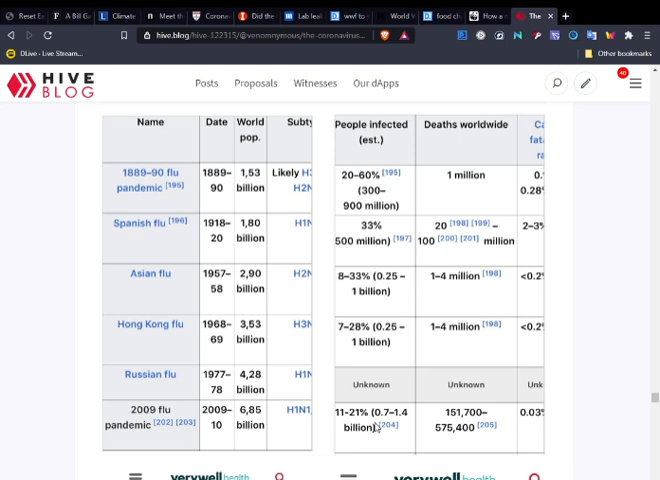 Reset Ea
A Bill Ga
Climate
Meet th
Corona
Did the
Lab leak
wef to s
World V
food cha
How a n
The
hive.blog/hive-122315/@venomnymous/the-coronavirus...
DLive - Live Stream...
Other bookmarks
HIVE
BLOG
Posts
Proposals
Witnesses
Our dApps
40
Name
Date
World
pop.
Subty
1889–90 flu
pandemic [195]
1889–
90
1,53
billion
Likely H3
H2N
Spanish flu [196]
1918–
20
1,80
billion
H1N
Asian flu
1957–
58
2,90
billion
H2N
Hong Kong flu
1968–
69
3,53
billion
H3N
Russian flu
1977–
78
4,28
billion
H1N
2009 flu
pandemic [202] [203]
2009–
10
6,85
billion
H1N1
People infected
(est.)
Deaths worldwide
Ca
fata
ra
20–60% [195]
(300–
900 million)
1 million
0.
0.28
33%
500 million) [197]
20 [198] [199] –
100 [200] [201] million
2–3%
8–33% (0.25 –
1 billion)
1–4 million [198]
<0.2
7–28% (0.25 –
1 billion)
1–4 million [198]
<0.2
Unknown
Unknown
Unk
11-21% (0.7–1.4
billion) [204]
151,700–
575,400 [205]
0.03
verywell health
verywell health